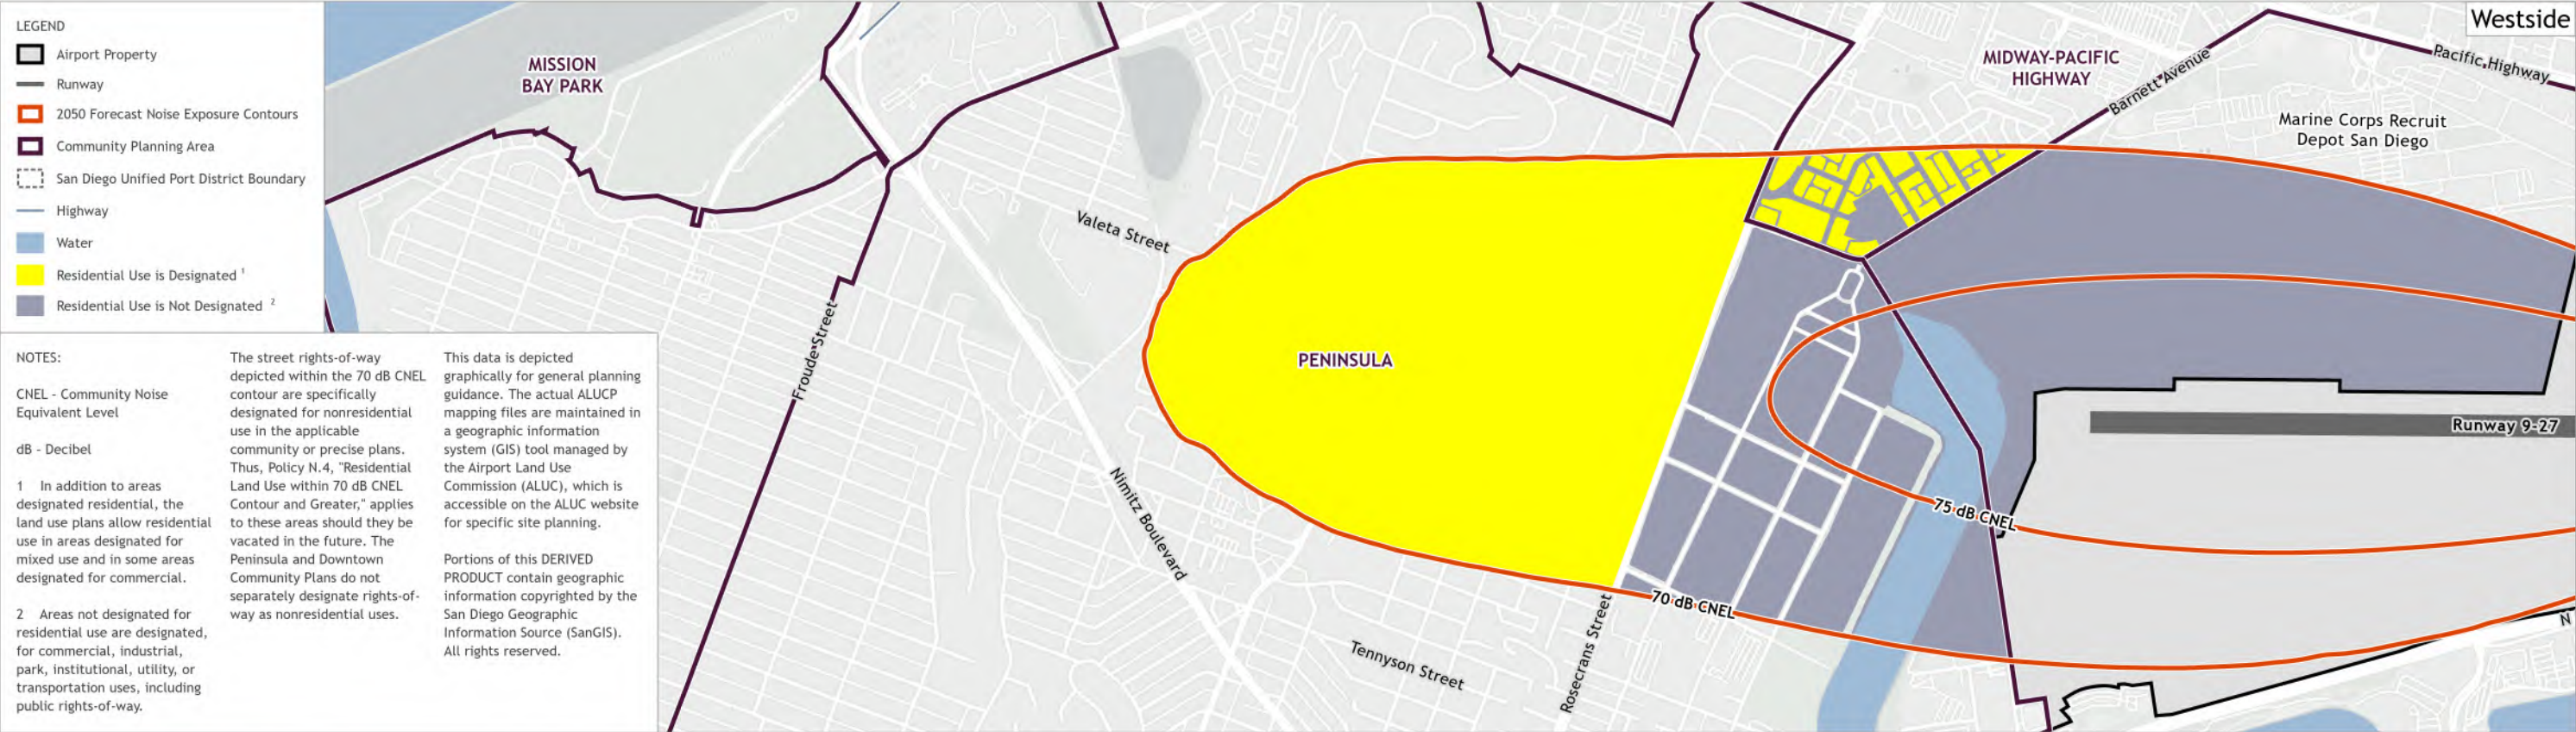 LEGEND
Airport Property
Runway
2050 Forecast Noise Exposure Contours
Community Planning Area
San Diego Unified Port District Boundary
Highway
Water
Residential Use is Designated 1
Residential Use is Not Designated 2
NOTES:
CNEL - Community Noise
Equivalent Level
dB - Decibel
1 In addition to areas
designated residential, the
land use plans allow residential
use in areas designated for
mixed use and in some areas
designated for commercial.
2 Areas not designated for
residential use are designated,
for commercial, industrial,
park, institutional, utility, or
transportation uses, including
public rights-of-way.
The street rights-of-way
depicted within the 70 dB CNEL
contour are specifically
designated for nonresidential
use in the applicable
community or precise plans.
Thus, Policy N.4, "Residential
Land Use within 70 dB CNEL
Contour and Greater," applies
to these areas should they be
vacated in the future. The
Peninsula and Downtown
Community Plans do not
separately designate rights-of-
way as nonresidential uses.
This data is depicted
graphically for general planning
guidance. The actual ALUCP
mapping files are maintained in
a geographic information
system (GIS) tool managed by
the Airport Land Use
Commission (ALUC), which is
accessible on the ALUC website
for specific site planning.
Portions of this DERIVED
PRODUCT contain geographic
information copyrighted by the
San Diego Geographic
Information Source (SanGIS).
All rights reserved.
Westside
MISSION
BAY PARK
MIDWAY-PACIFIC
HIGHWAY
Barnett Avenue
Pacific Highway
Marine Corps Recruit
Depot San Diego
Valeta Street
Froude Street
PENINSULA
Runway 9-27
Nimitz Boulevard
75 dB CNEL
70 dB CNEL
Rosecrans Street
Tennyson Street
N